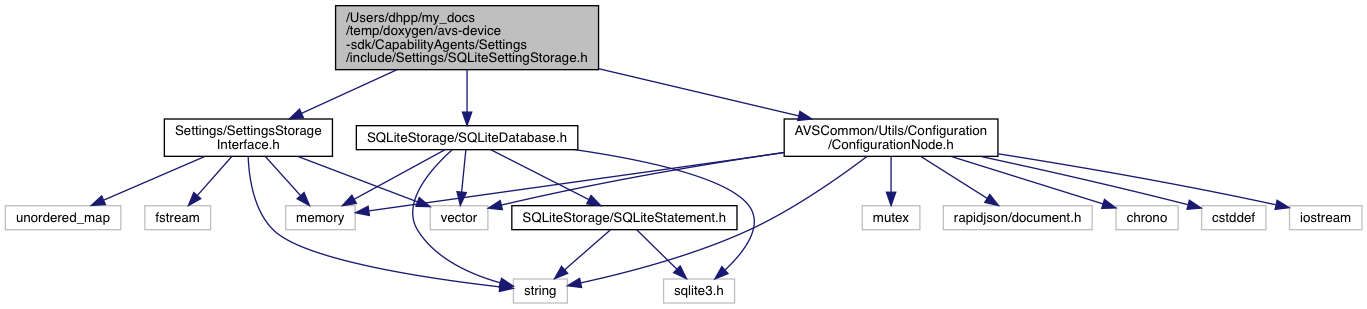 /Users/dhpp/my_docs
/temp/doxygen/avs-device
-sdk/CapabilityAgents/Settings
/include/Settings/SQLiteSettingStorage.h
Settings/SettingsStorage
Interface.h
SQLiteStorage/SQLiteDatabase.h
AVSCommon/Utils/Configuration
/ConfigurationNode.h
unordered_map
fstream
memory
vector
SQLiteStorage/SQLiteStatement.h
mutex
rapidjson/document.h
chrono
cstddef
iostream
string
sqlite3.h